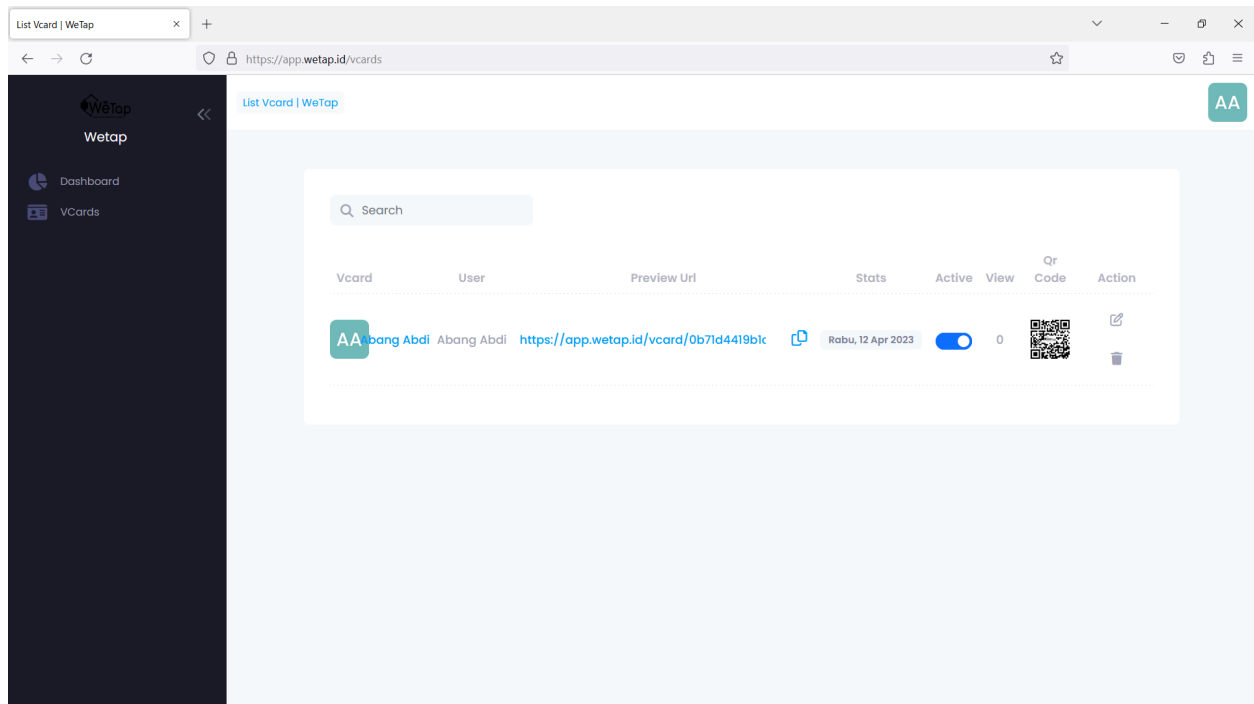 List Vcard | WeTap
https://app.wetap.id/vcards
WeTap
Wetap
List Vcard | WeTap
AA
Dashboard
VCards
Search
Vcard User Preview Url Stats Active View Qr Code Action
AA Abang Abdi Abang Abdi https://app.wetap.id/vcard/0b71d4419b1c Rabu, 12 Apr 2023 0